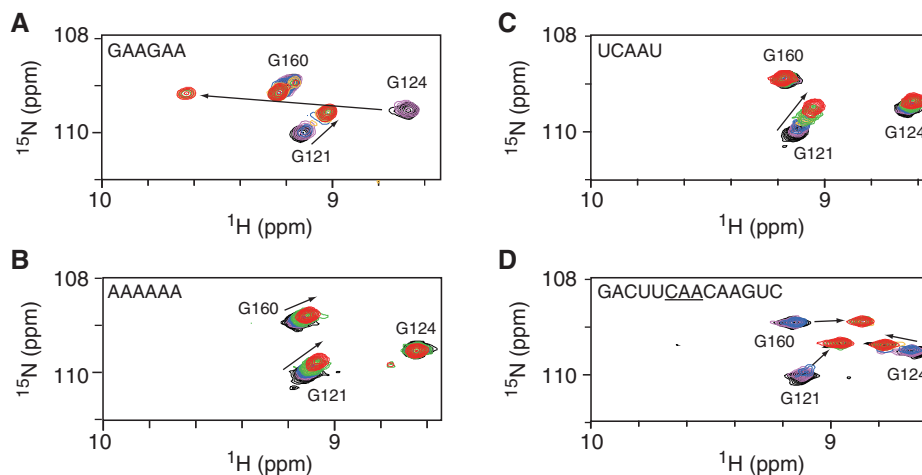 A
GAAGAA
G160
G124
G121
108
110
¹⁵N (ppm)
10
9
¹H (ppm)
B
AAAAAA
G160
G124
G121
108
110
¹⁵N (ppm)
10
9
¹H (ppm)
C
UCAAU
G160
G121
G124
108
110
¹⁵N (ppm)
10
9
¹H (ppm)
D
GACUUCAACAAGUC
G160
G124
G121
108
110
¹⁵N (ppm)
10
9
¹H (ppm)